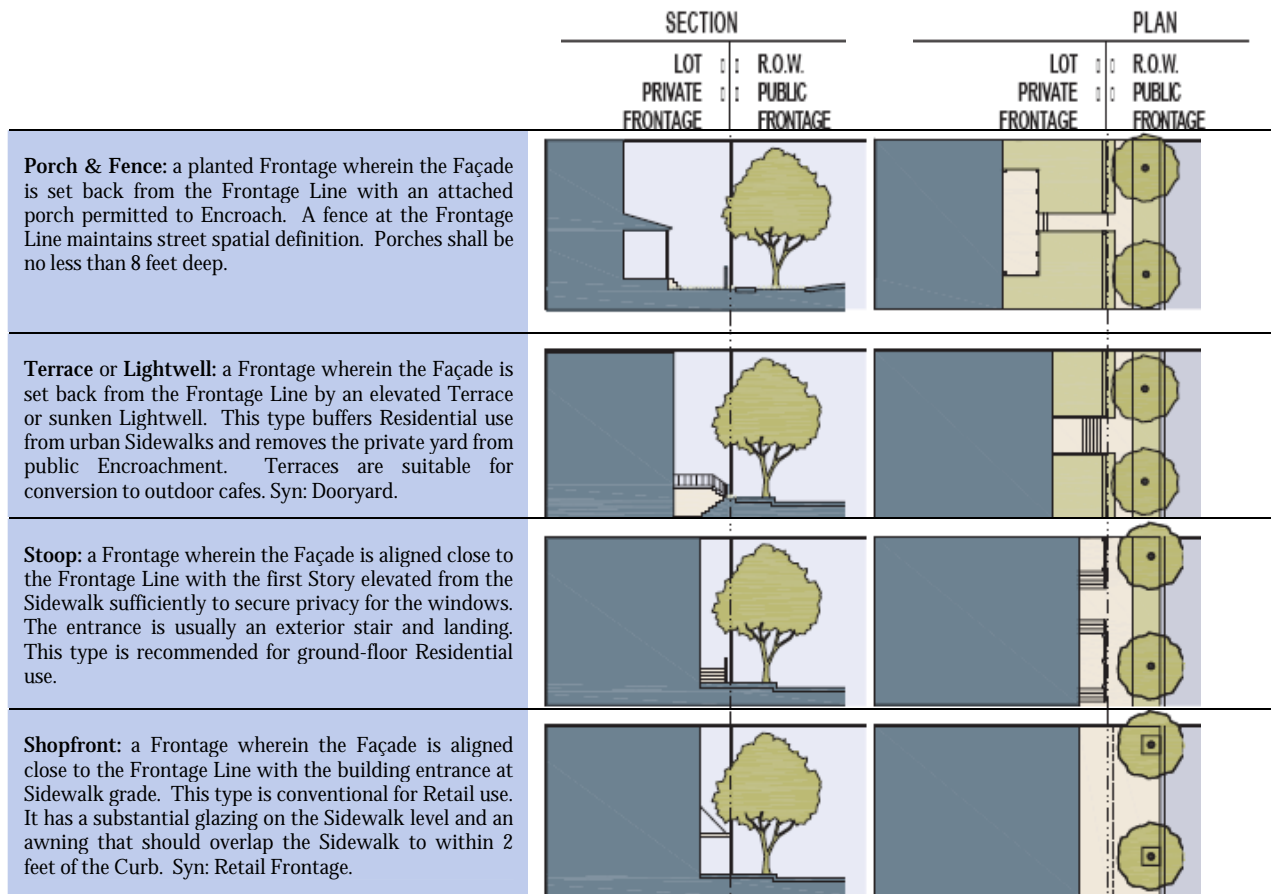 SECTION
PLAN
LOT R.O.W.
PRIVATE PUBLIC
FRONTAGE FRONTAGE
LOT R.O.W.
PRIVATE PUBLIC
FRONTAGE FRONTAGE
Porch & Fence: a planted Frontage wherein the Façade
is set back from the Frontage Line with an attached
porch permitted to Encroach. A fence at the Frontage
Line maintains street spatial definition. Porches shall be
no less than 8 feet deep.
Terrace or Lightwell: a Frontage wherein the Façade is
set back from the Frontage Line by an elevated Terrace
or sunken Lightwell. This type buffers Residential use
from urban Sidewalks and removes the private yard from
public Encroachment. Terraces are suitable for
conversion to outdoor cafes. Syn: Dooryard.
Stoop: a Frontage wherein the Façade is aligned close to
the Frontage Line with the first Story elevated from the
Sidewalk sufficiently to secure privacy for the windows.
The entrance is usually an exterior stair and landing.
This type is recommended for ground-floor Residential
use.
Shopfront: a Frontage wherein the Façade is aligned
close to the Frontage Line with the building entrance at
Sidewalk grade. This type is conventional for Retail use.
It has a substantial glazing on the Sidewalk level and an
awning that should overlap the Sidewalk to within 2
feet of the Curb. Syn: Retail Frontage.